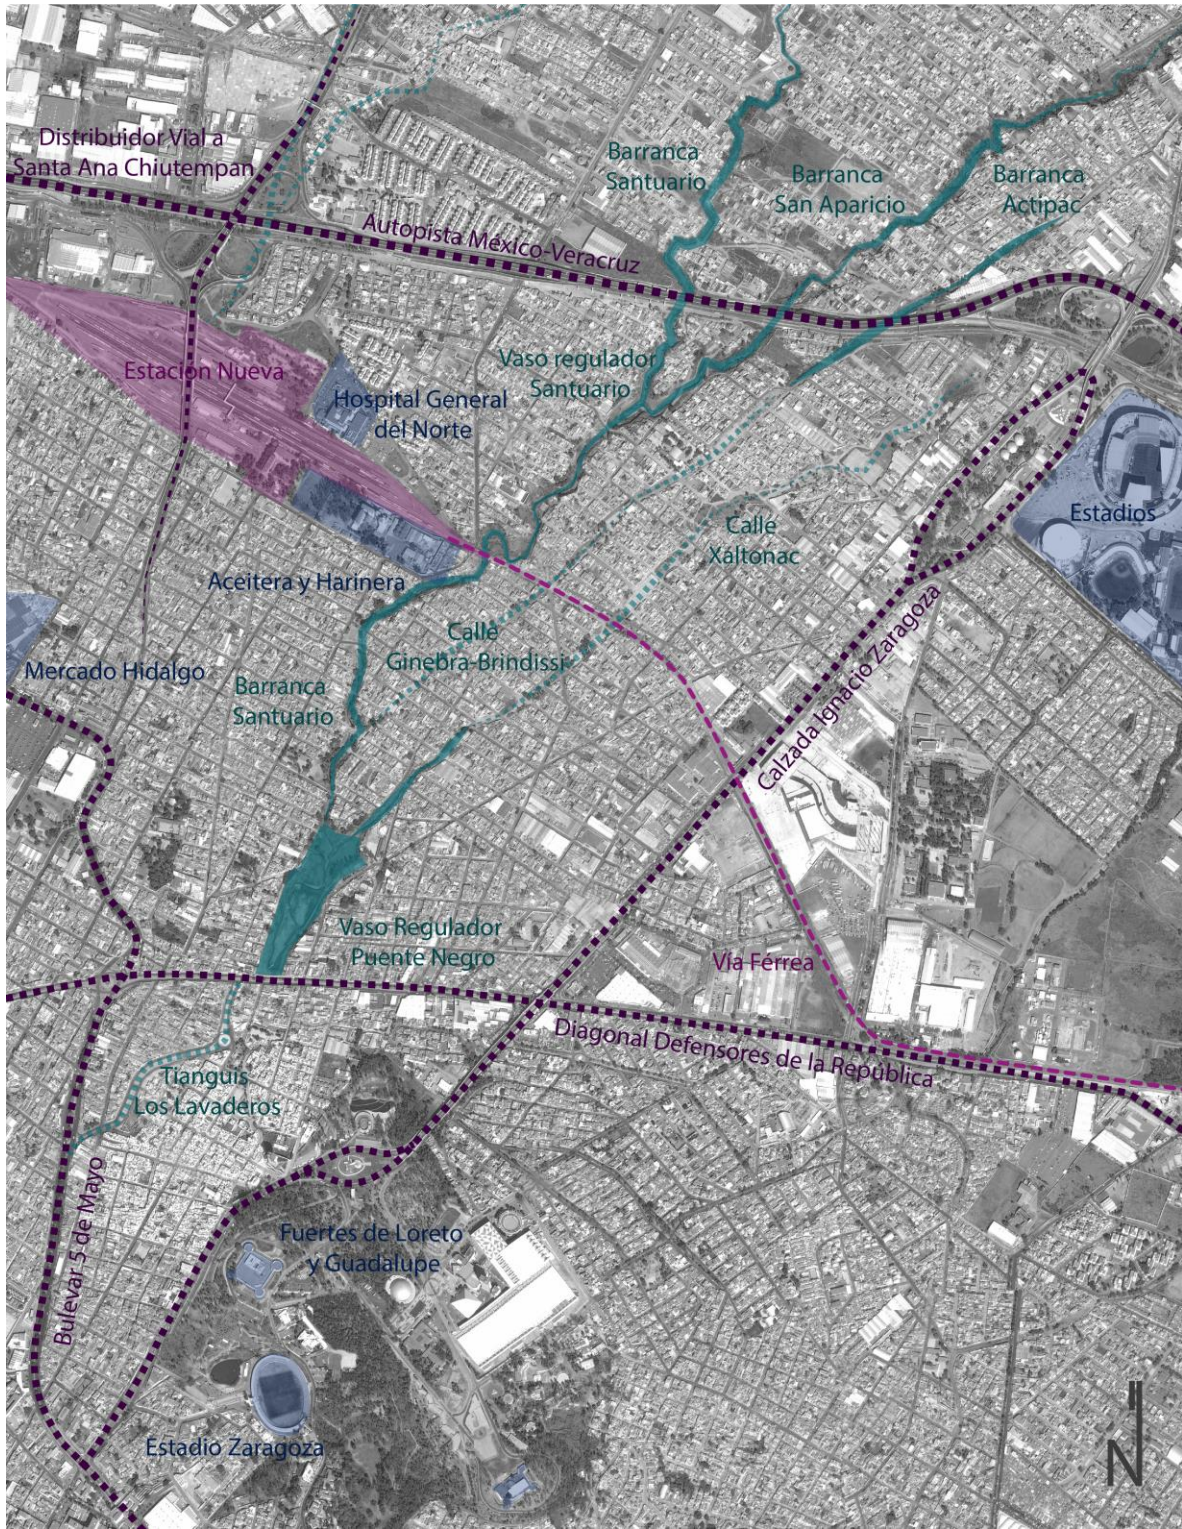 Distribuidor Vial a
Santa Ana Chiutempan
Barranca
Santuario
Barranca
San Aparicio
Barranca
Actipac
Autopista México-Veracruz
Estación Nueva
Vaso regulador
Santuario
Hospital General
del Norte
Estadios
Calle
Xaltonac
Aceitera y Harinera
Calle
Ginebra-Brindissi
Mercado Hidalgo
Barranca
Santuario
Calzada Ignacio Zaragoza
Vaso Regulador
Puente Negro
Vía Férrea
Diagonal Defensores de la República
Tianguis
Los Lavaderos
Bulevar 5 de Mayo
Fuertes de Loreto
y Guadalupe
Estadio Zaragoza
N